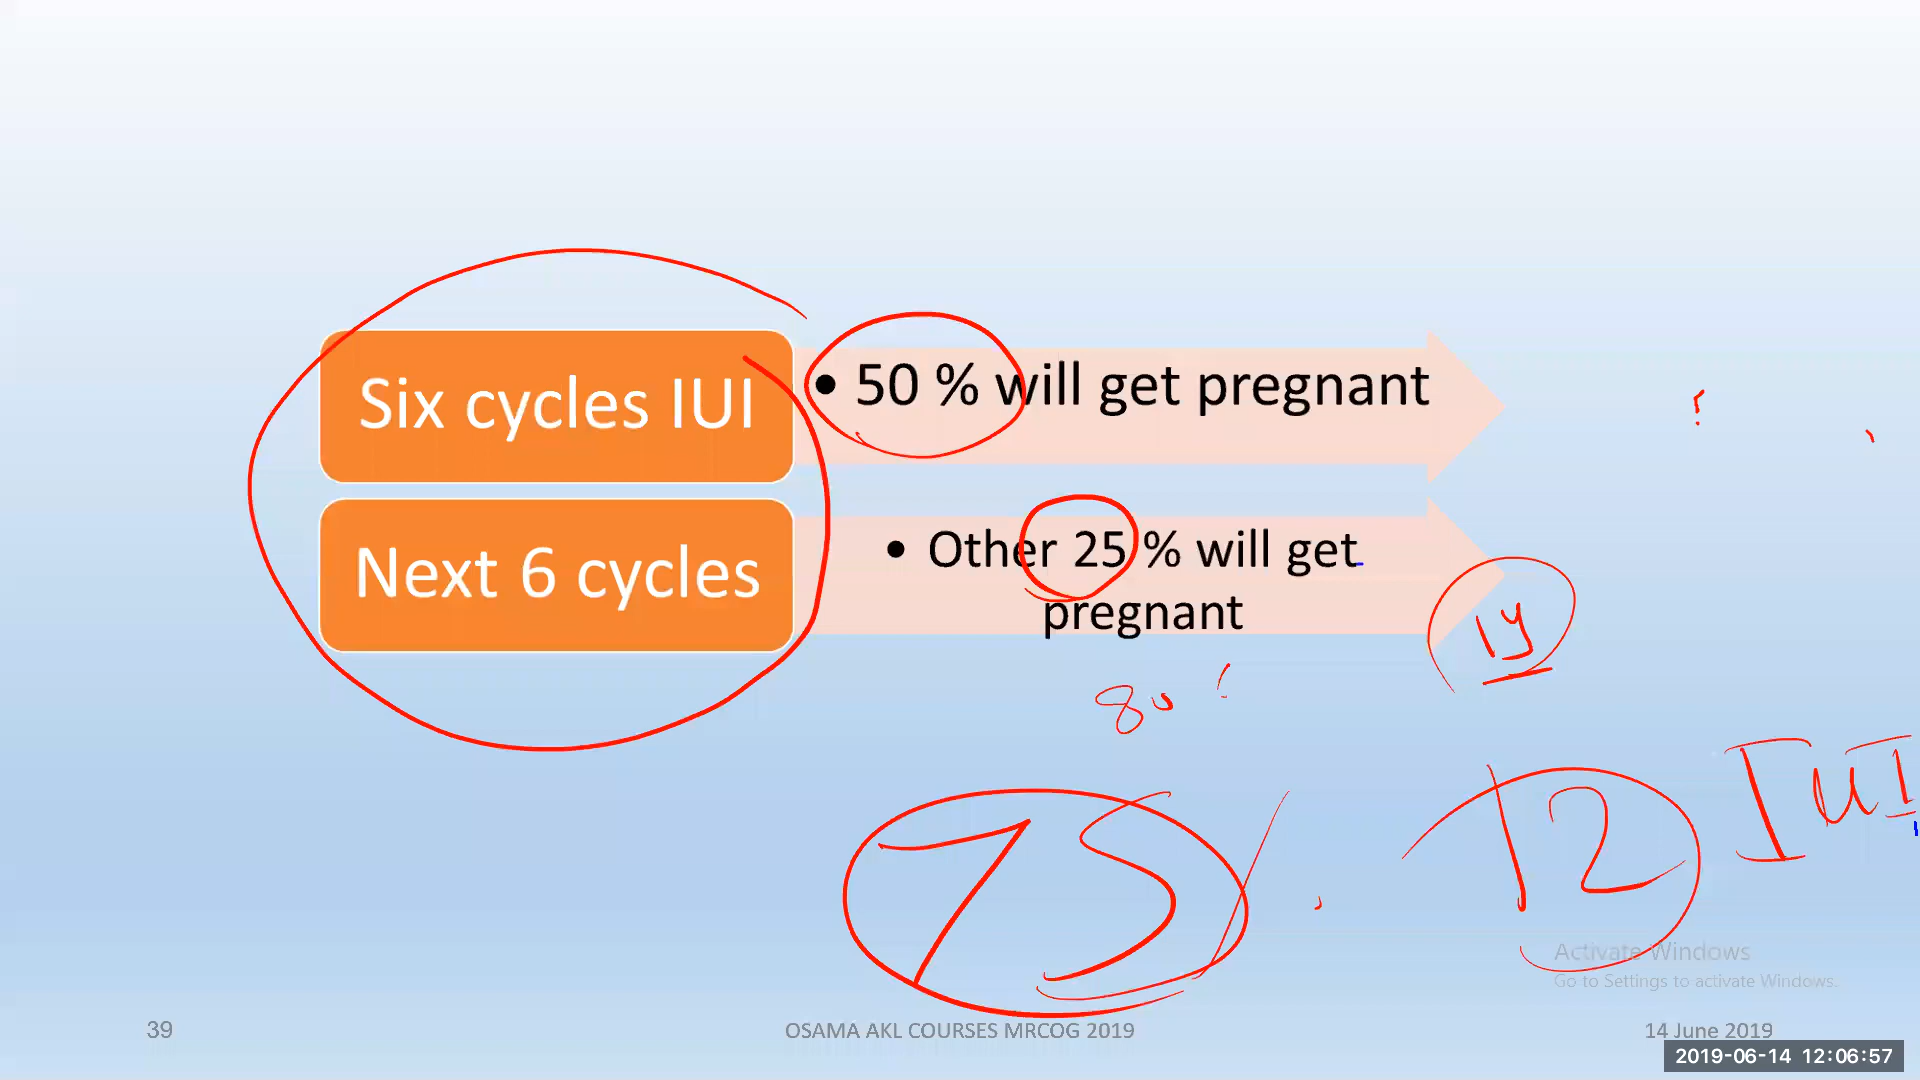 Six cycles IUI
• 50 % will get pregnant
Next 6 cycles
• Other 25 % will get
pregnant
1y
80
75%
12 IUI
Activate Windows
Go to Settings to activate Windows.
39
OSAMA AKL COURSES MRCOG 2019
14 June 2019
2019-06-14 12:06:57